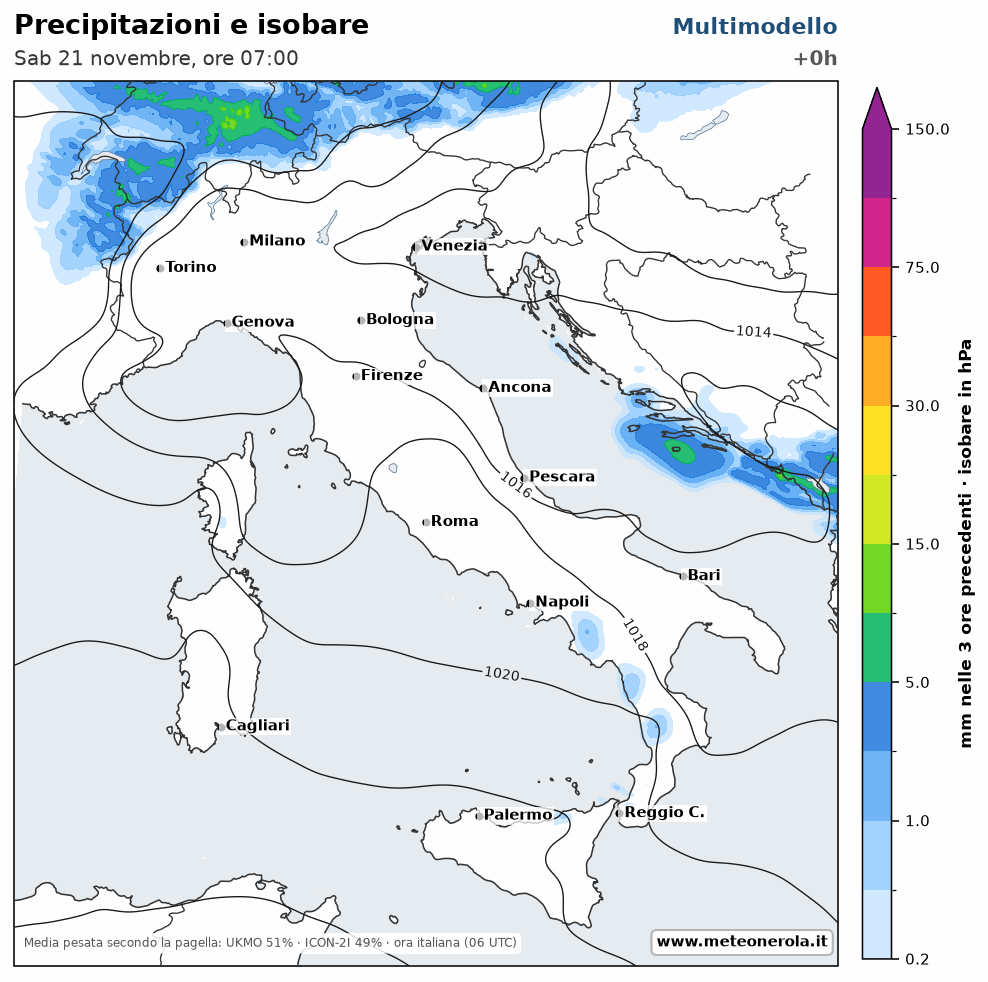 Precipitazioni e isobare
Multimodello
Sab 21 novembre, ore 07:00
+0h
150.0
Milano
Venezia
Torino
75.0
Genova
Bologna
1014
Firenze
Ancona
30.0
Pescara
1016
Roma
15.0
Bari
Napoli
1018
1020
5.0
Cagliari
Palermo
Reggio C.
1.0
mm nelle 3 ore precedenti · isobare in hPa
Media pesata secondo la pagella: UKMO 51% · ICON-2I 49% · ora italiana (06 UTC)
www.meteonerola.it
0.2